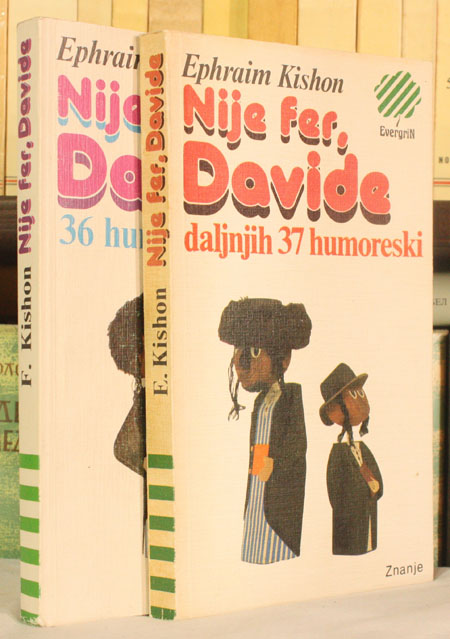 Ephraim
Nije
Da
36 hum
F. Kishon Nije fer, Davide
Ephraim Kishon
Nije fer,
Davide
daljnjih 37 humoreski
EvergriN
Znanje
E. Kishon Nije fer, Davide